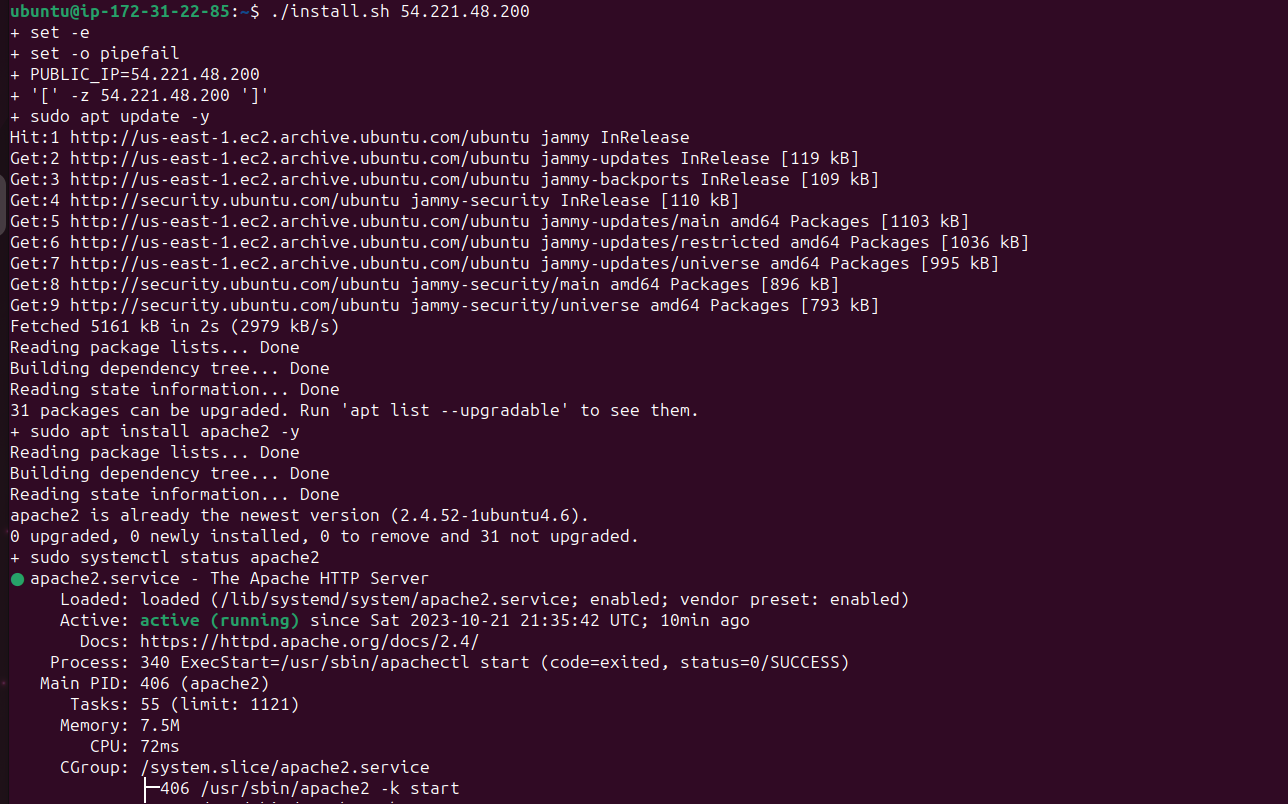 ubuntu@ip-172-31-22-85:~$ ./install.sh 54.221.48.200
+ set -e
+ set -o pipefail
+ PUBLIC_IP=54.221.48.200
+ '[' -z 54.221.48.200 ']'
+ sudo apt update -y
Hit:1 http://us-east-1.ec2.archive.ubuntu.com/ubuntu jammy InRelease
Get:2 http://us-east-1.ec2.archive.ubuntu.com/ubuntu jammy-updates InRelease [119 kB]
Get:3 http://us-east-1.ec2.archive.ubuntu.com/ubuntu jammy-backports InRelease [109 kB]
Get:4 http://security.ubuntu.com/ubuntu jammy-security InRelease [110 kB]
Get:5 http://us-east-1.ec2.archive.ubuntu.com/ubuntu jammy-updates/main amd64 Packages [1103 kB]
Get:6 http://us-east-1.ec2.archive.ubuntu.com/ubuntu jammy-updates/restricted amd64 Packages [1036 kB]
Get:7 http://us-east-1.ec2.archive.ubuntu.com/ubuntu jammy-updates/universe amd64 Packages [995 kB]
Get:8 http://security.ubuntu.com/ubuntu jammy-security/main amd64 Packages [896 kB]
Get:9 http://security.ubuntu.com/ubuntu jammy-security/universe amd64 Packages [793 kB]
Fetched 5161 kB in 2s (2979 kB/s)
Reading package lists... Done
Building dependency tree... Done
Reading state information... Done
31 packages can be upgraded. Run 'apt list --upgradable' to see them.
+ sudo apt install apache2 -y
Reading package lists... Done
Building dependency tree... Done
Reading state information... Done
apache2 is already the newest version (2.4.52-1ubuntu4.6).
0 upgraded, 0 newly installed, 0 to remove and 31 not upgraded.
+ sudo systemctl status apache2
● apache2.service - The Apache HTTP Server
Loaded: loaded (/lib/systemd/system/apache2.service; enabled; vendor preset: enabled)
Active: active (running) since Sat 2023-10-21 21:35:42 UTC; 10min ago
Docs: https://httpd.apache.org/docs/2.4/
Process: 340 ExecStart=/usr/sbin/apachectl start (code=exited, status=0/SUCCESS)
Main PID: 406 (apache2)
Tasks: 55 (limit: 1121)
Memory: 7.5M
CPU: 72ms
CGroup: /system.slice/apache2.service
├─406 /usr/sbin/apache2 -k start